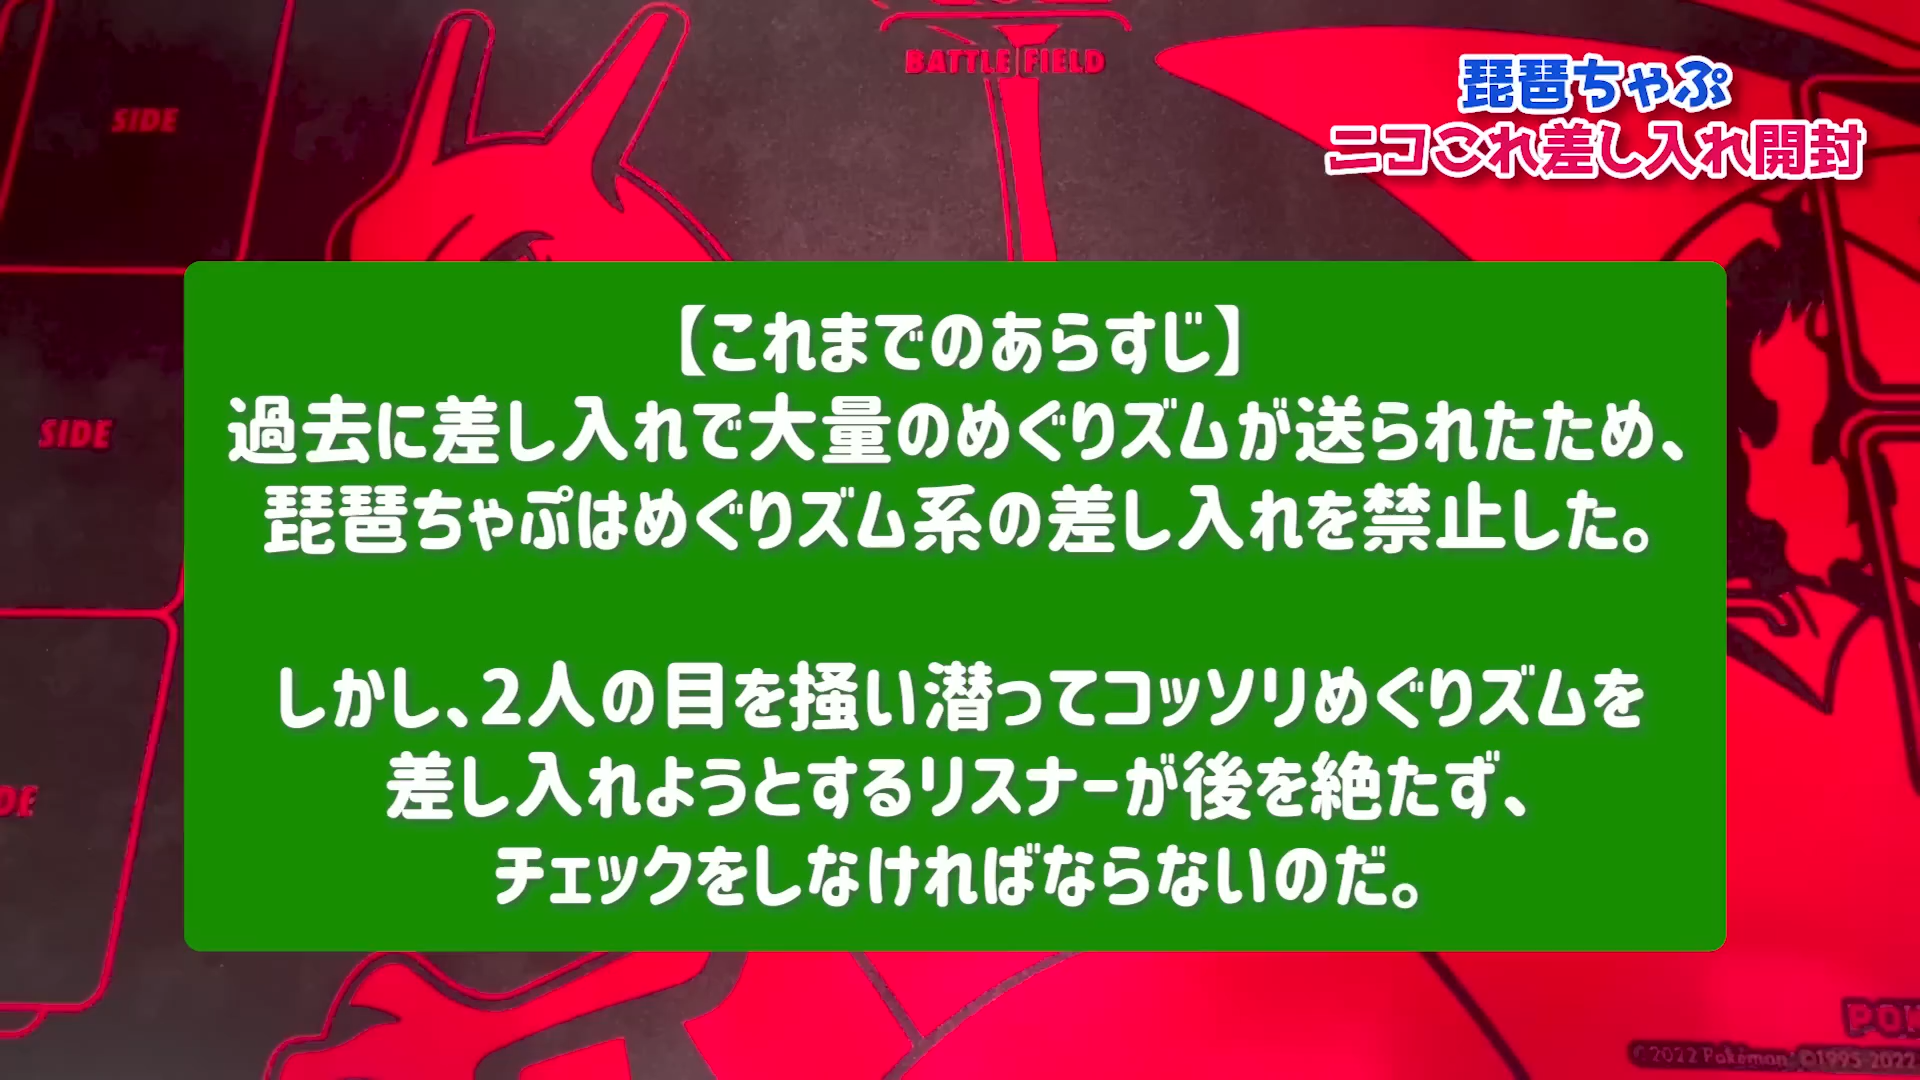 BATTLE FIELD
SIDE
琵琶ちゃぷ
ニコこれ差し入れ開封
【これまでのあらすじ】
過去に差し入れで大量のめぐりズムが送られたため、
琵琶ちゃぷはめぐりズム系の差し入れを禁止した。
SIDE
しかし、2人の目を掻い潜ってコッソリめぐりズムを
差し入れようとするリスナーが後を絶たず、
チェックをしなければならないのだ。
DE
POK
©2022 Pokémon. ©1995-2022